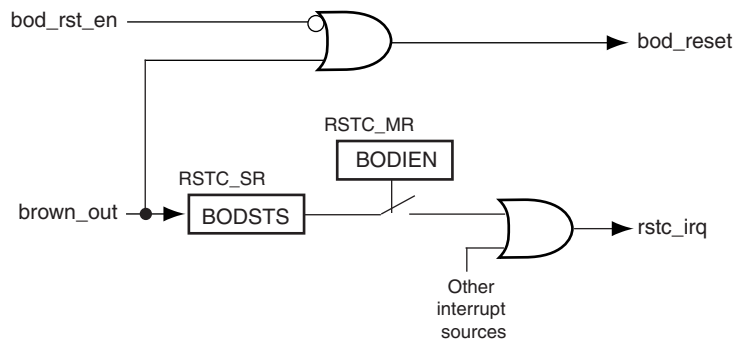 bod_rst_en
bod_reset
RSTC_MR
BODIEN
RSTC_SR
brown_out
BODSTS
rstc_irq
Other
interrupt
sources